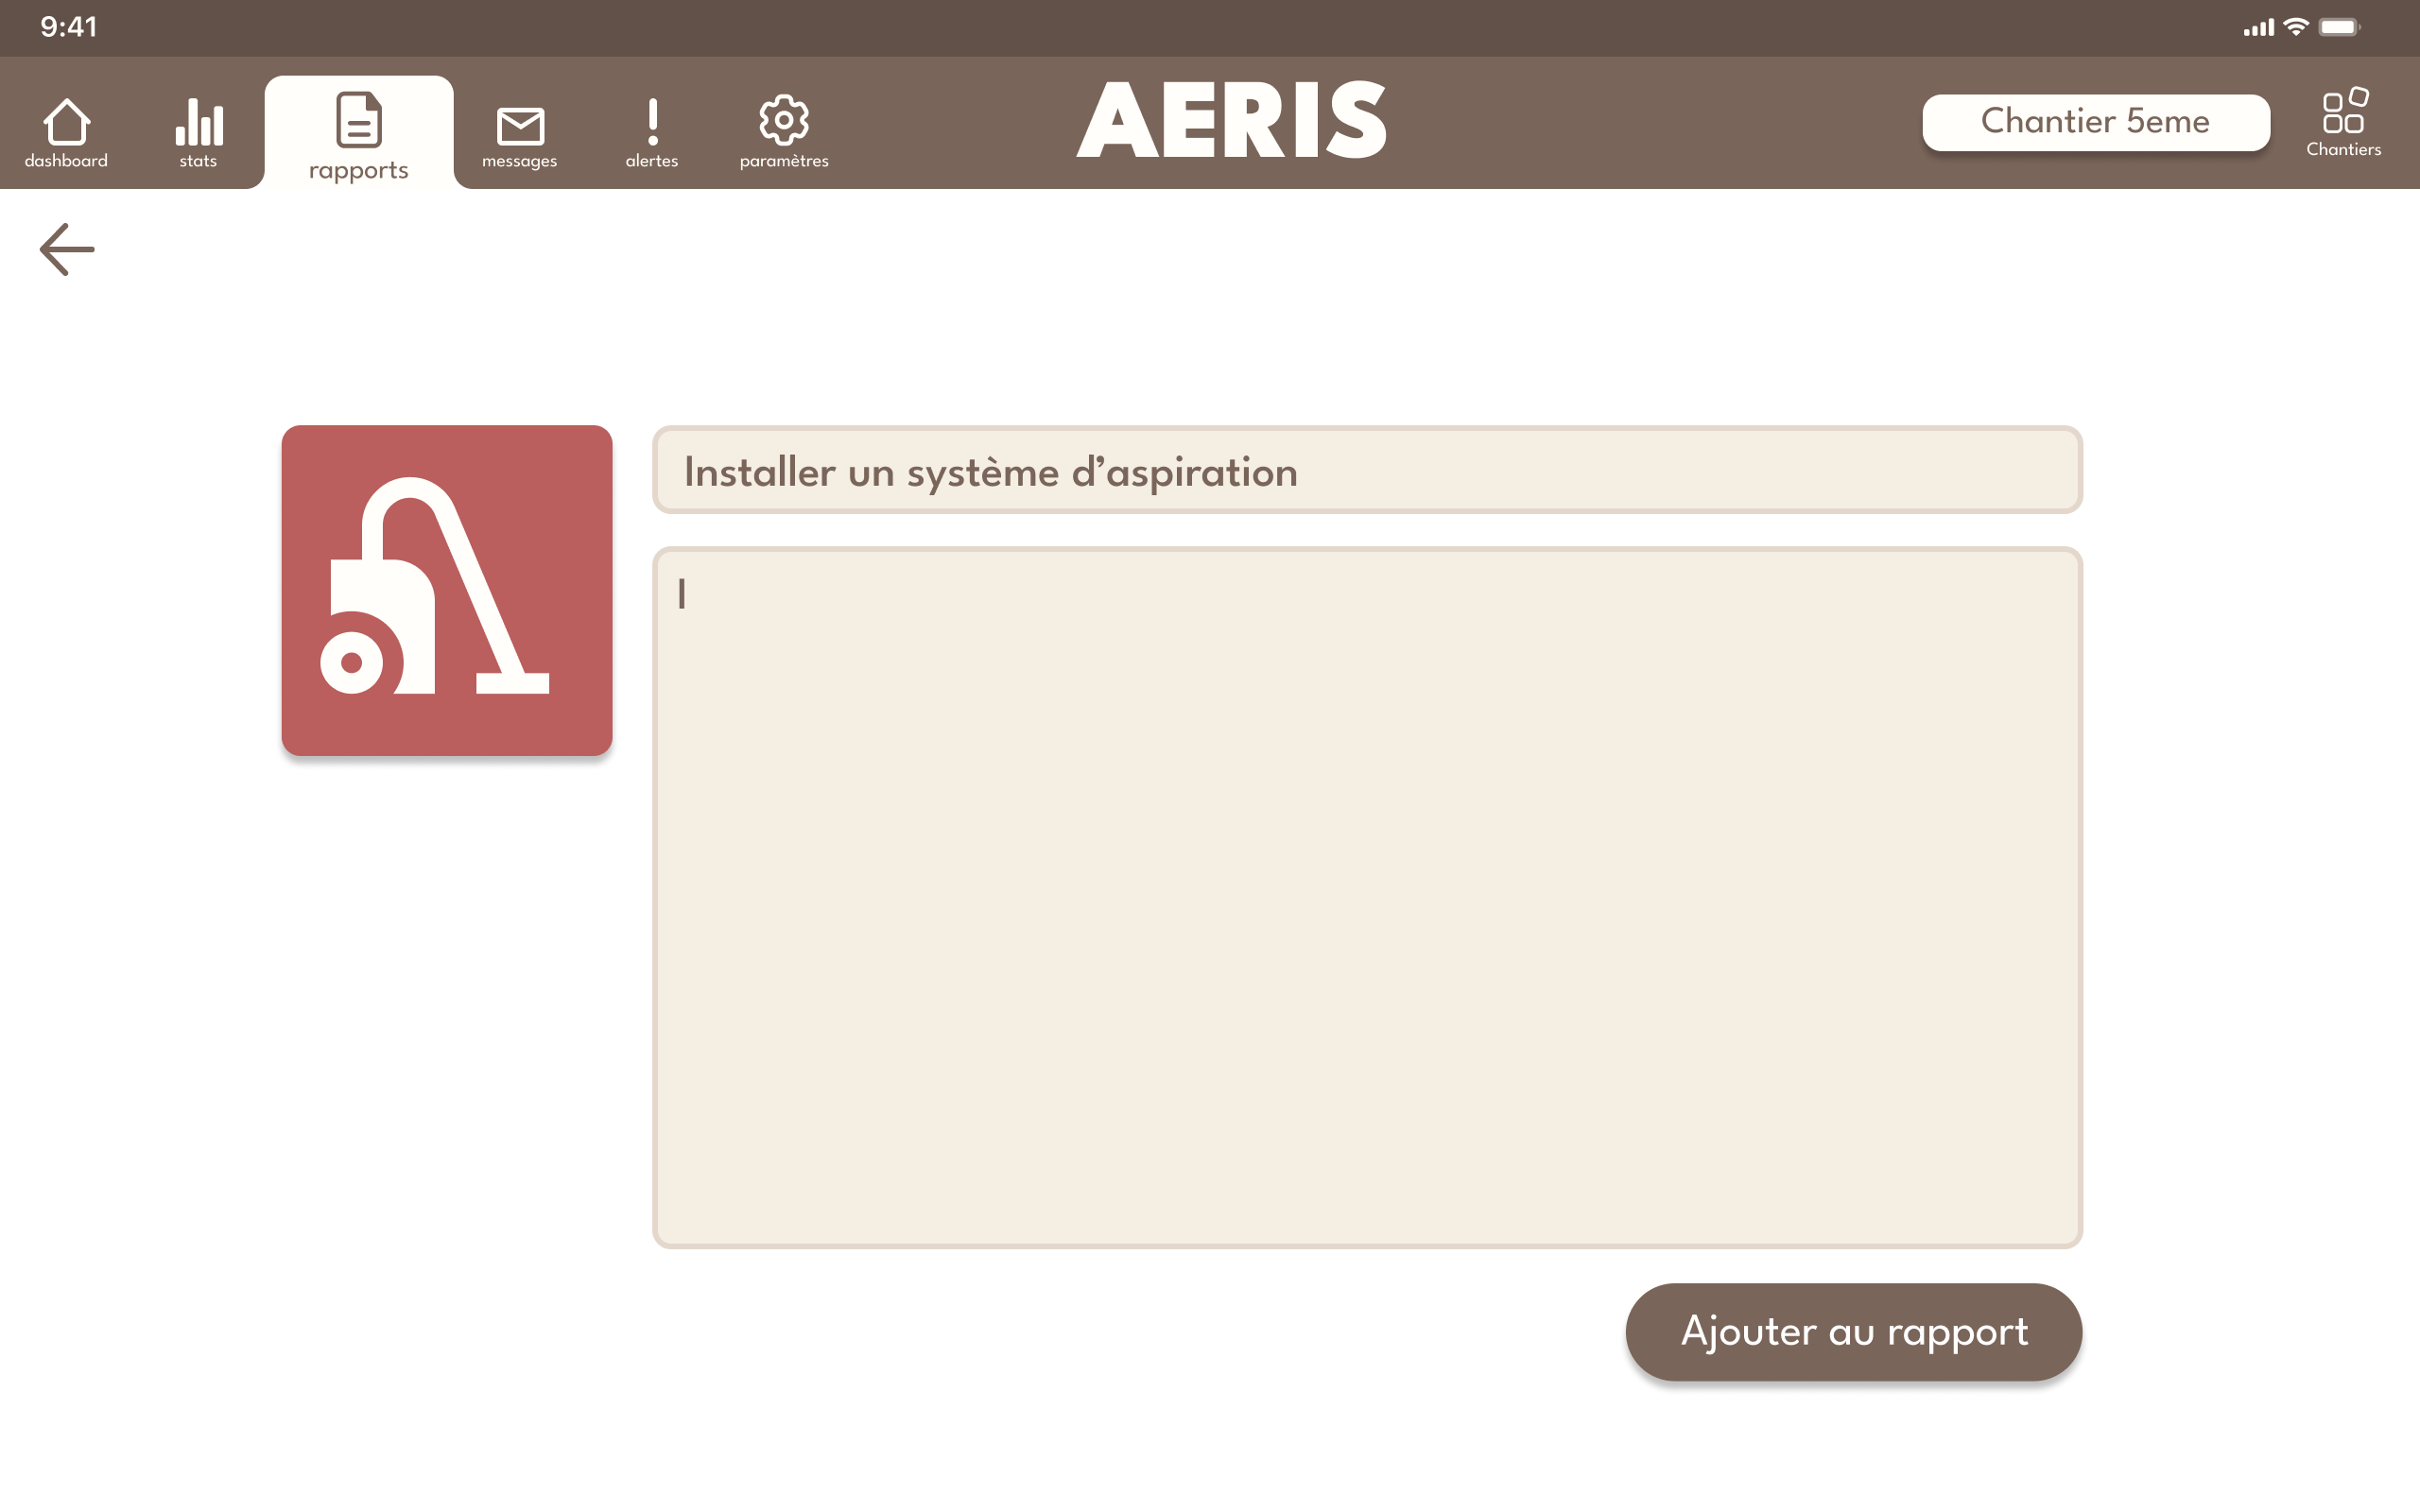 9:41
dashboard
stats
rapports
messages
alertes
paramètres
AERIS
Chantier 5eme
Chantiers
Installer un système d’aspiration
Ajouter au rapport